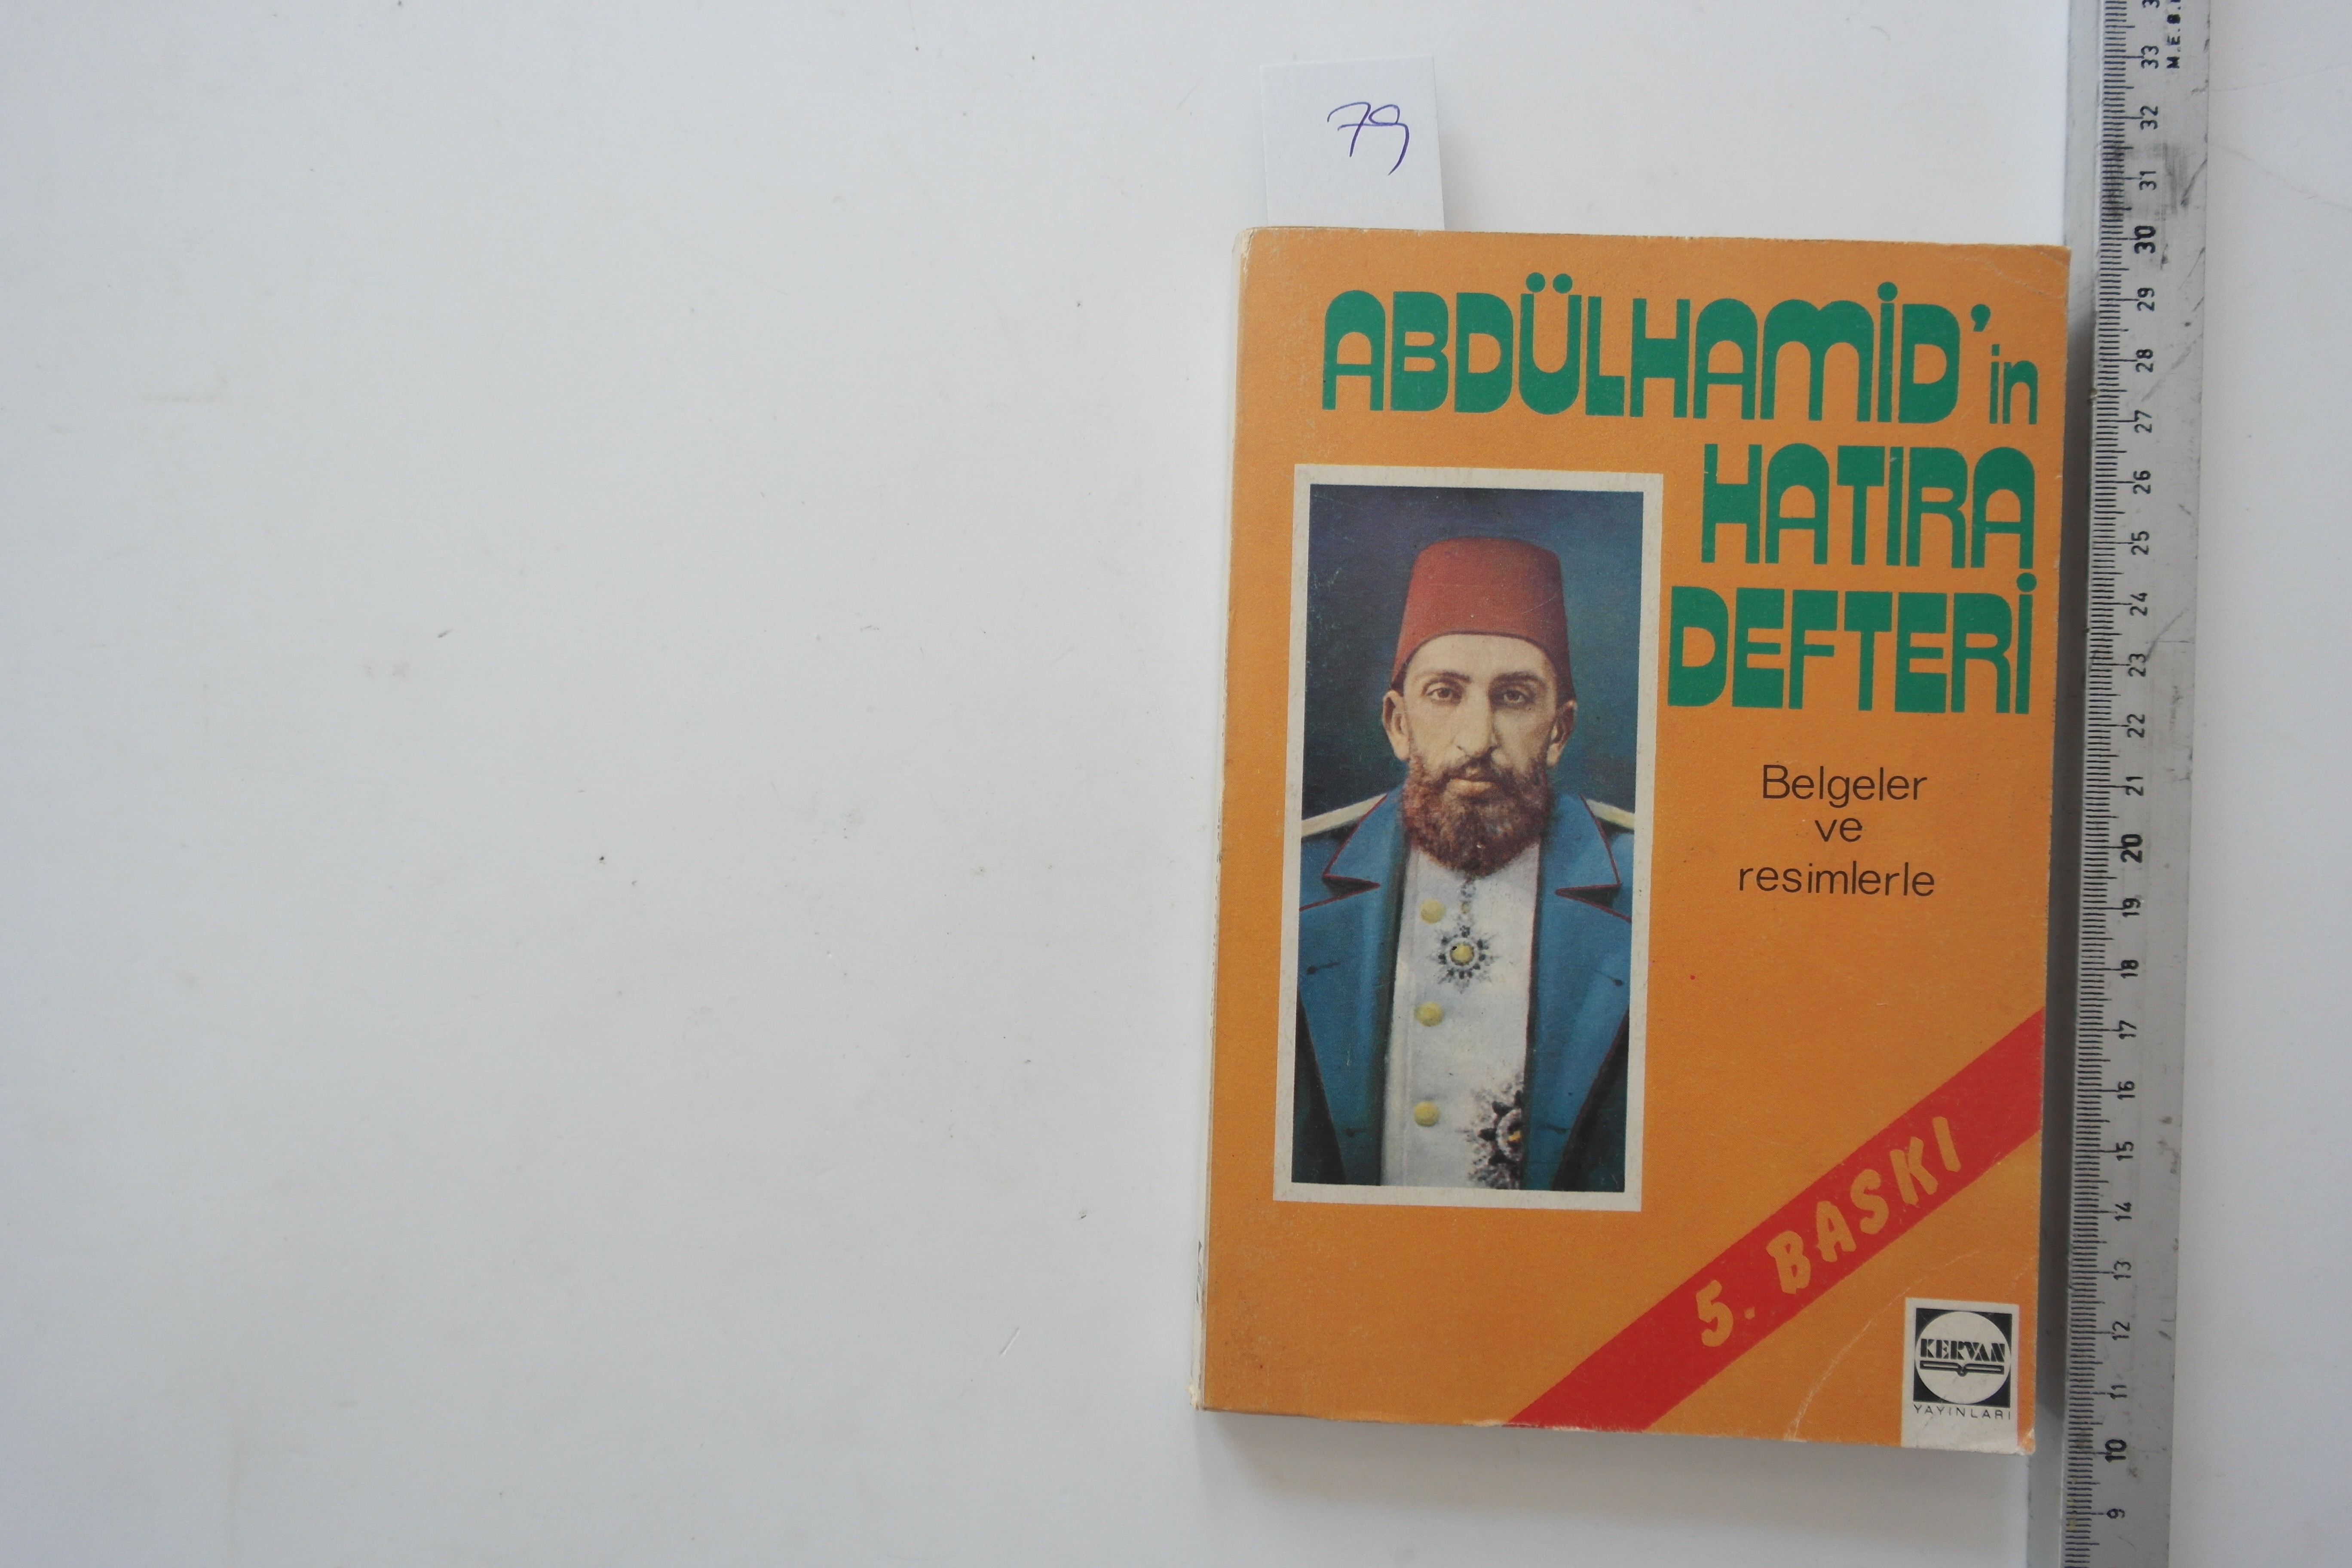 79
ABDÜLHAMİD'in
HATIRA
DEFTERİ
Belgeler
ve
resimlerle
5. BASKI
KERVAN
YAYINLARI
33
32
31
30
29
28
27
26
25
24
23
22
21
20
19
18
17
16
15
14
13
12
11
10
9